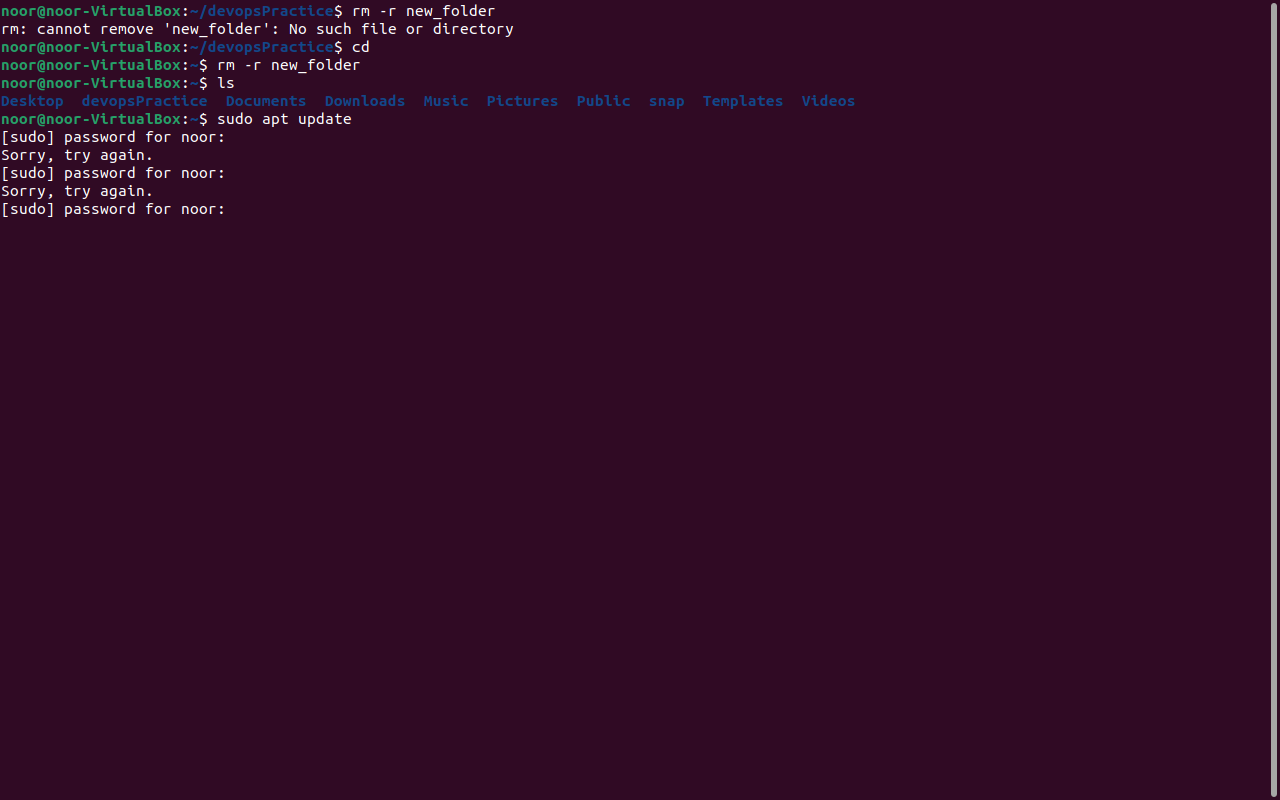 noor@noor-VirtualBox:~/devopsPractice$ rm -r new_folder
rm: cannot remove 'new_folder': No such file or directory
noor@noor-VirtualBox:~/devopsPractice$ cd
noor@noor-VirtualBox:~$ rm -r new_folder
noor@noor-VirtualBox:~$ ls
Desktop  devopsPractice  Documents  Downloads  Music  Pictures  Public  snap  Templates  Videos
noor@noor-VirtualBox:~$ sudo apt update
[sudo] password for noor:
Sorry, try again.
[sudo] password for noor:
Sorry, try again.
[sudo] password for noor: